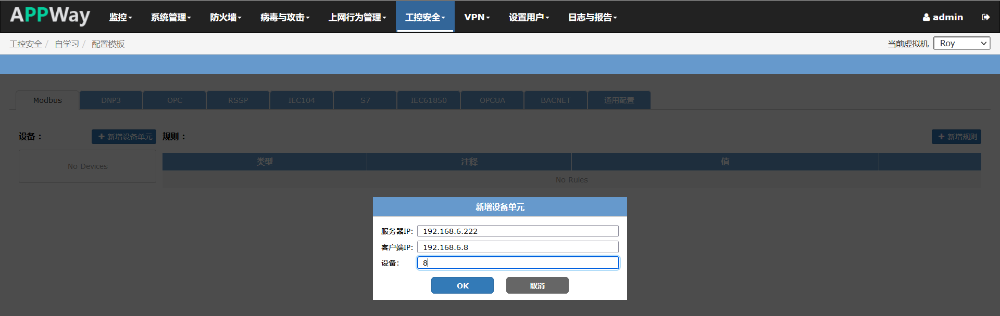 APPWay 监控 系统管理 防火墙 病毒与攻击 上网行为管理 工控安全 VPN 设置用户 日志与报告 admin
工控安全 / 自学习 / 配置模板 当前虚拟机 Roy
Modbus DNP3 OPC RSSP IEC104 S7 IEC61850 OPCUA BACNET 通用配置
设备： 新增设备单元 规则： 新增规则
No Devices
类型 注释 值
No Rules
新增设备单元
服务器IP: 192.168.6.222
客户端IP: 192.168.6.8
设备: 8
OK 取消